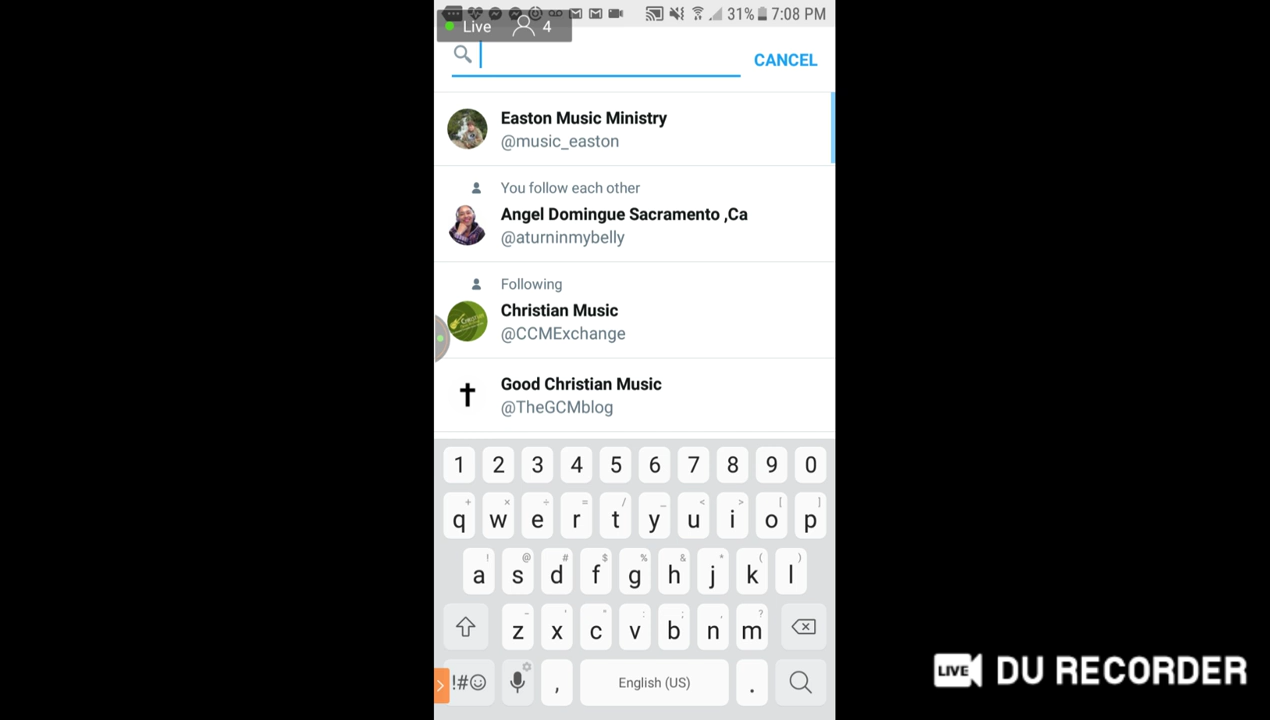 31% 7:08 PM
Live 4
CANCEL
Easton Music Ministry
@music_easton
You follow each other
Angel Domingue Sacramento ,Ca
@aturninmybelly
Following
Christian Music
@CCMExchange
Good Christian Music
@TheGCMblog
1 2 3 4 5 6 7 8 9 0
+ × ÷ = / _ < > [ ]
q w e r t y u i o p
! @ # $ % & * ( )
a s d f g h j k l
- ' " : ; , ?
z x c v b n m
!#☺ , English (US) .
LIVE DU RECORDER